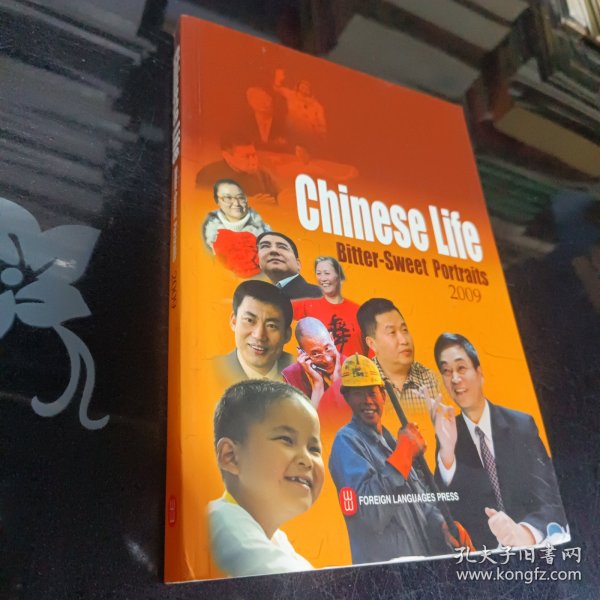 Chinese Life
Bitter-Sweet Portraits
2009
FOREIGN LANGUAGES PRESS
孔夫子旧书网
www.kongfz.com